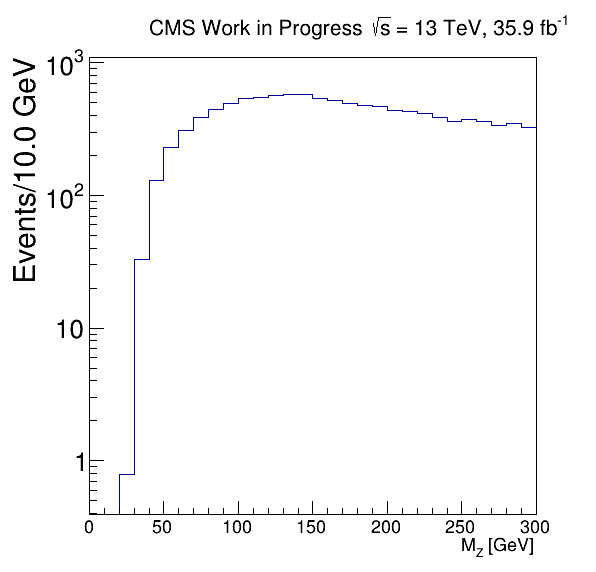 CMS Work in Progress √s = 13 TeV, 35.9 fb⁻¹
Events/10.0 GeV
10³
10²
10
1
0 50 100 150 200 250 300
M_Z [GeV]